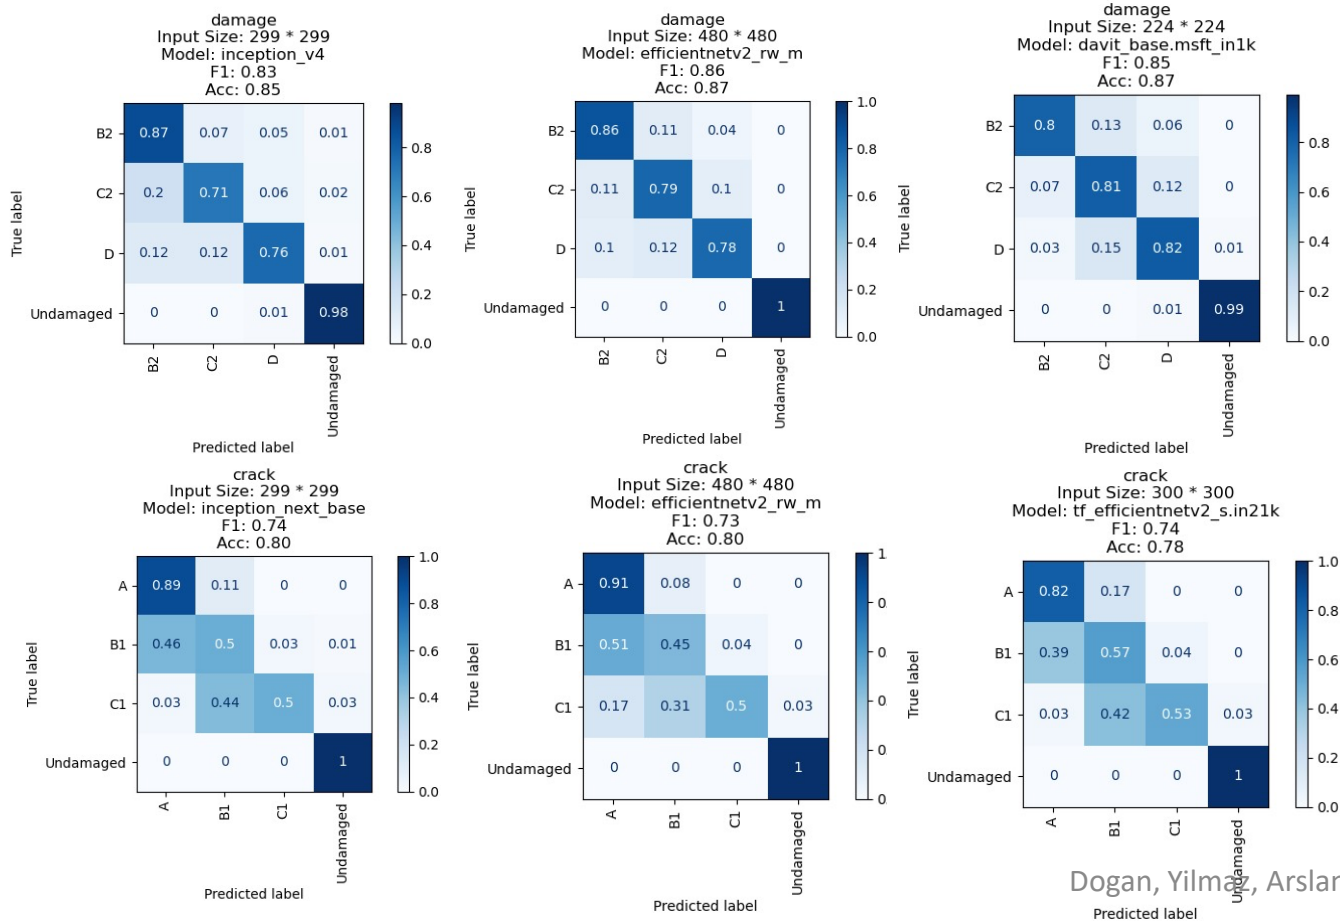 damage
Input Size: 299 * 299
Model: inception_v4
F1: 0.83
Acc: 0.85
B2 0.87 0.07 0.05 0.01 0.8
C2 0.2 0.71 0.06 0.02 0.6
D 0.12 0.12 0.76 0.01 0.4
Undamaged 0 0 0.01 0.98 0.2
0.0
B2 C2 D Undamaged
True label
Predicted label
damage
Input Size: 480 * 480
Model: efficientnetv2_rw_m
F1: 0.86
Acc: 0.87
1.0
B2 0.86 0.11 0.04 0 0.8
C2 0.11 0.79 0.1 0 0.6
D 0.1 0.12 0.78 0 0.4
Undamaged 0 0 0 1 0.2
0.0
B2 C2 D Undamaged
True label
Predicted label
damage
Input Size: 224 * 224
Model: davit_base.msft_in1k
F1: 0.85
Acc: 0.87
B2 0.8 0.13 0.06 0 0.8
C2 0.07 0.81 0.12 0 0.6
D 0.03 0.15 0.82 0.01 0.4
Undamaged 0 0 0.01 0.99 0.2
0.0
B2 C2 D Undamaged
True label
Predicted label
crack
Input Size: 299 * 299
Model: inception_next_base
F1: 0.74
Acc: 0.80
1.0
A 0.89 0.11 0 0 0.8
B1 0.46 0.5 0.03 0.01 0.6
C1 0.03 0.44 0.5 0.03 0.4
Undamaged 0 0 0 1 0.2
0.0
A B1 C1 Undamaged
True label
Predicted label
crack
Input Size: 480 * 480
Model: efficientnetv2_rw_m
F1: 0.73
Acc: 0.80
1
A 0.91 0.08 0 0 0
B1 0.51 0.45 0.04 0 0
C1 0.17 0.31 0.5 0.03 0
Undamaged 0 0 0 1 0
0
A B1 C1 Undamaged
True label
Predicted label
crack
Input Size: 300 * 300
Model: tf_efficientnetv2_s.in21k
F1: 0.74
Acc: 0.78
1.0
A 0.82 0.17 0 0 0.8
B1 0.39 0.57 0.04 0 0.6
C1 0.03 0.42 0.53 0.03 0.4
Undamaged 0 0 0 1 0.2
0.0
A B1 C1 Undamaged
True label
Predicted label
Dogan, Yilmaz, Arslan